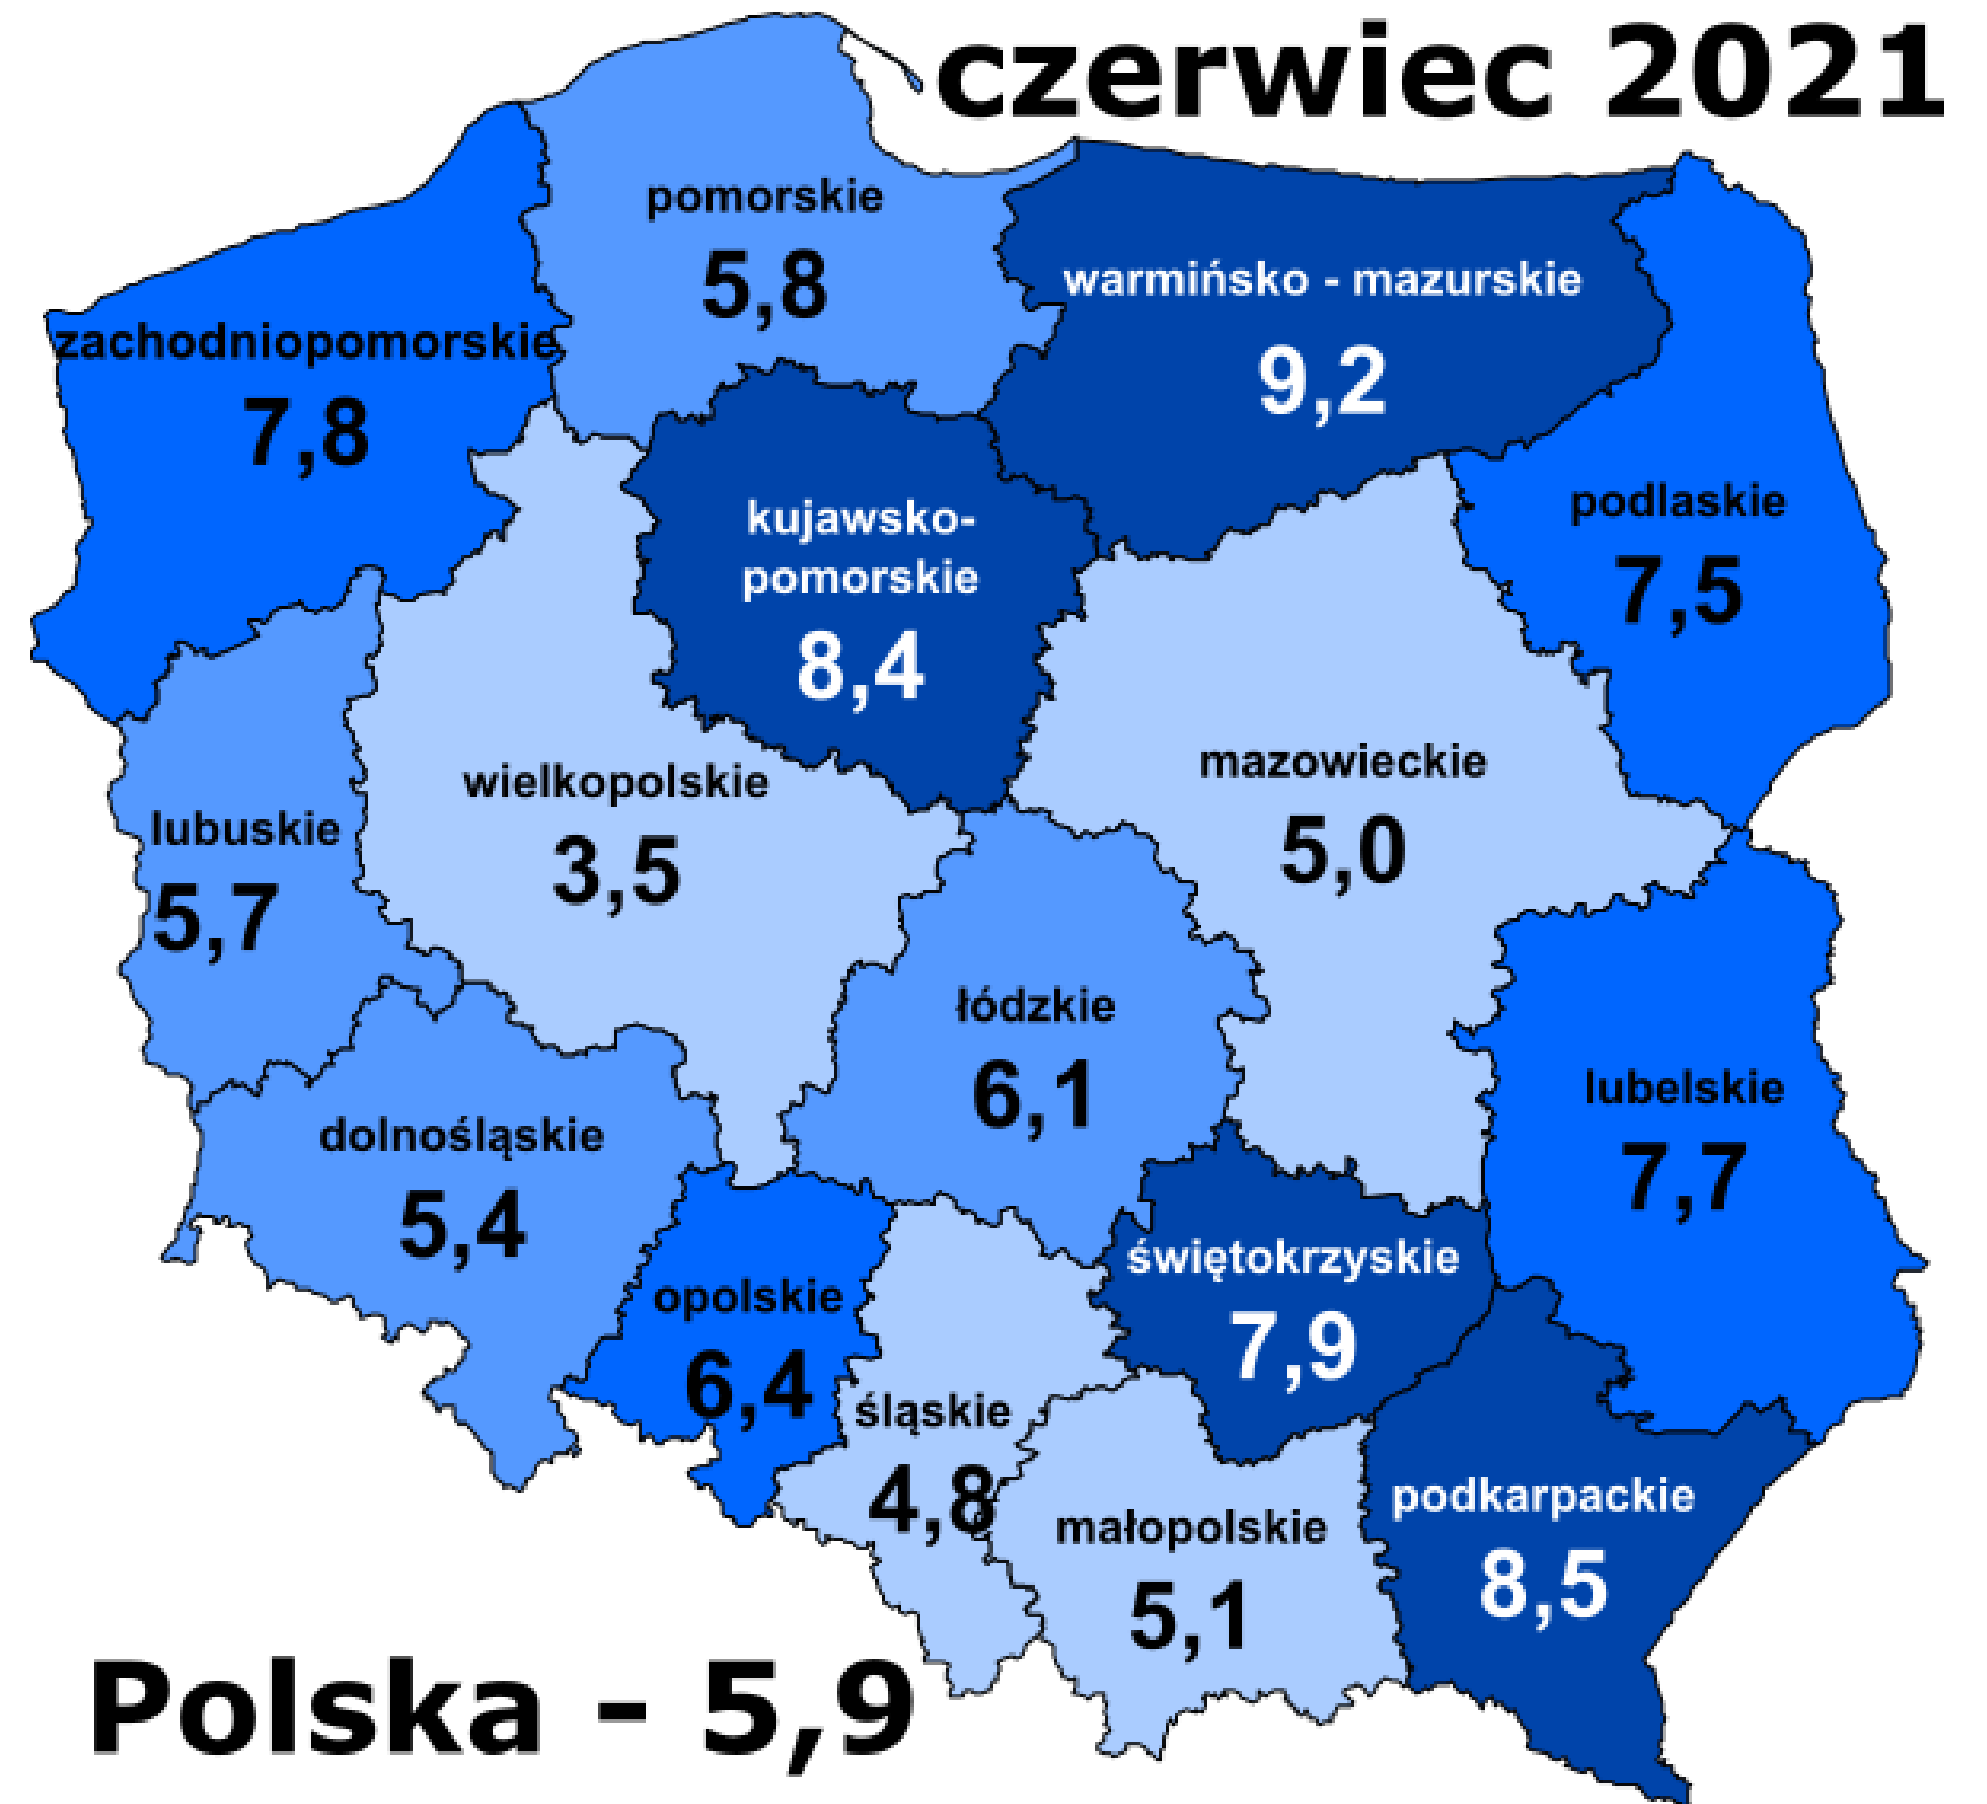 czerwiec 2021
pomorskie
5,8
warmińsko - mazurskie
9,2
zachodniopomorskie
7,8
podlaskie
7,5
kujawsko-
pomorskie
8,4
mazowieckie
5,0
wielkopolskie
3,5
lubuskie
5,7
łódzkie
6,1
lubelskie
7,7
dolnośląskie
5,4
świętokrzyskie
7,9
opolskie
6,4
śląskie
4,8
małopolskie
5,1
podkarpackie
8,5
Polska - 5,9